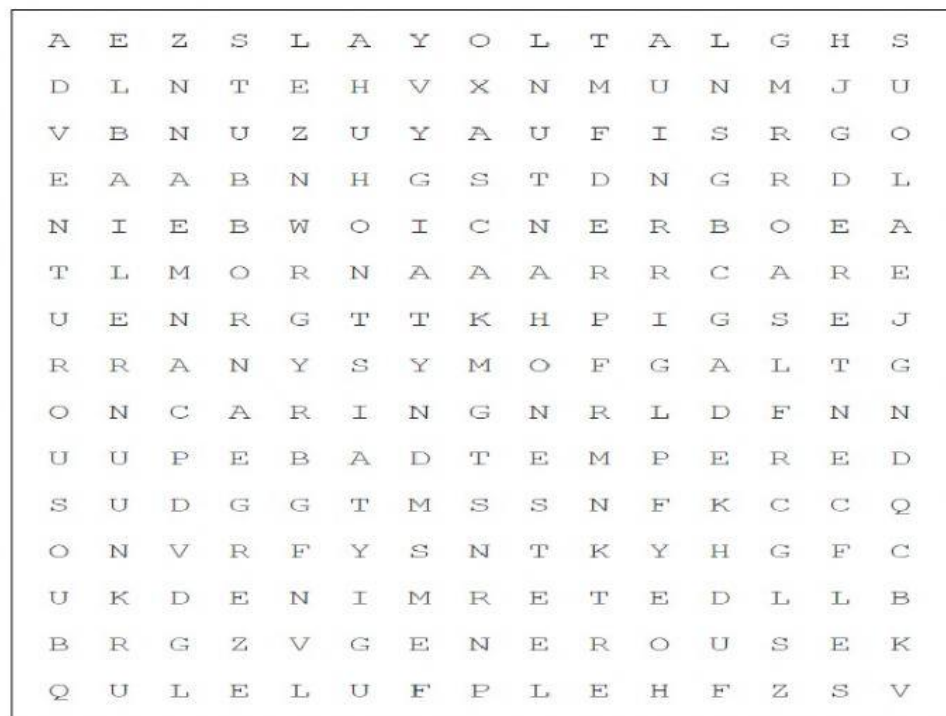 A E Z S L A Y O L T A L G H S
D L N T E H V X N M U N M J U
V B N U Z U Y A U F I S R G O
E A A B N H G S T D N G R D L
N I E B W O I C N E R B O E A
T L M O R N A A A R R C A R E
U E N R G T T K H P I G S E J
R R A N Y S Y M O F G A L T G
O N C A R I N G N R L D F N N
U U P E B A D T E M P E R E D
S U D G G T M S S N F K C C Q
O N V R F Y S N T K Y H G F C
U K D E N I M R E T E D L L B
B R G Z V G E N E R O U S E K
Q U L E L U F P L E H F Z S V